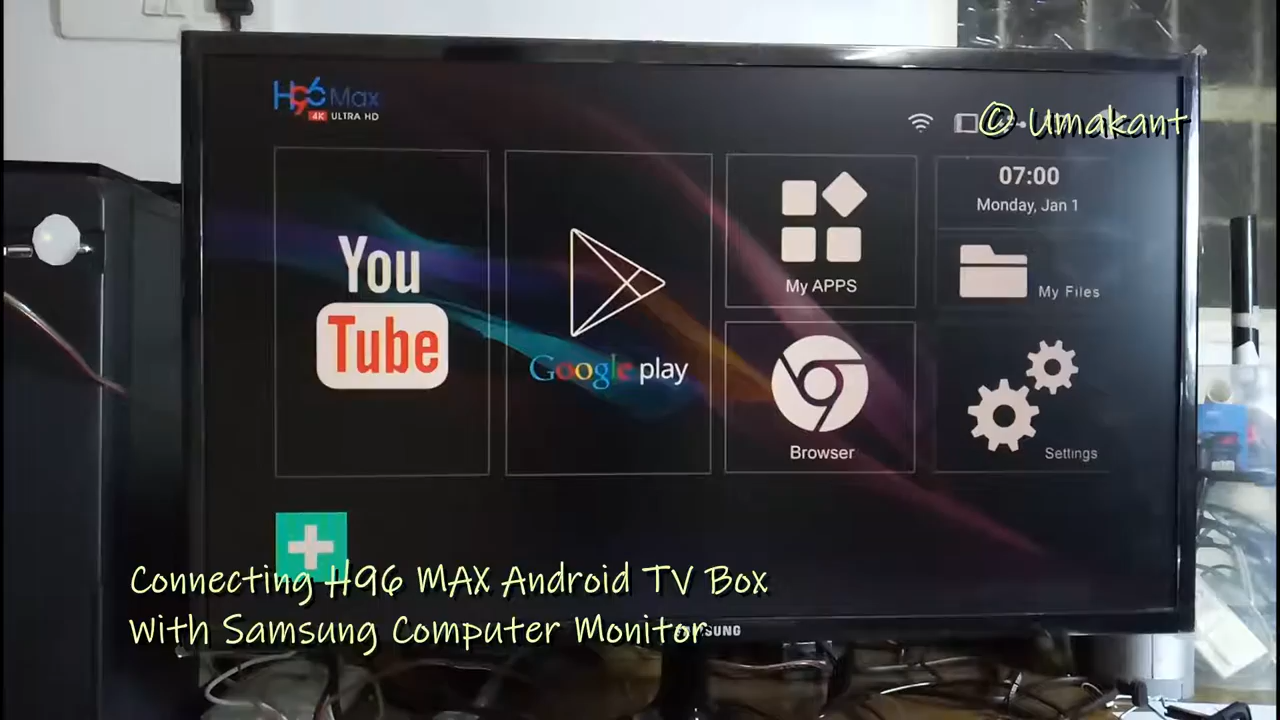 H96 Max
4K ULTRA HD
© Umakant
07:00
Monday, Jan 1
You
Tube
Google play
My APPS
My Files
Browser
Settings
Connecting H96 MAX Android TV Box
With Samsung Computer Monitor
SAMSUNG